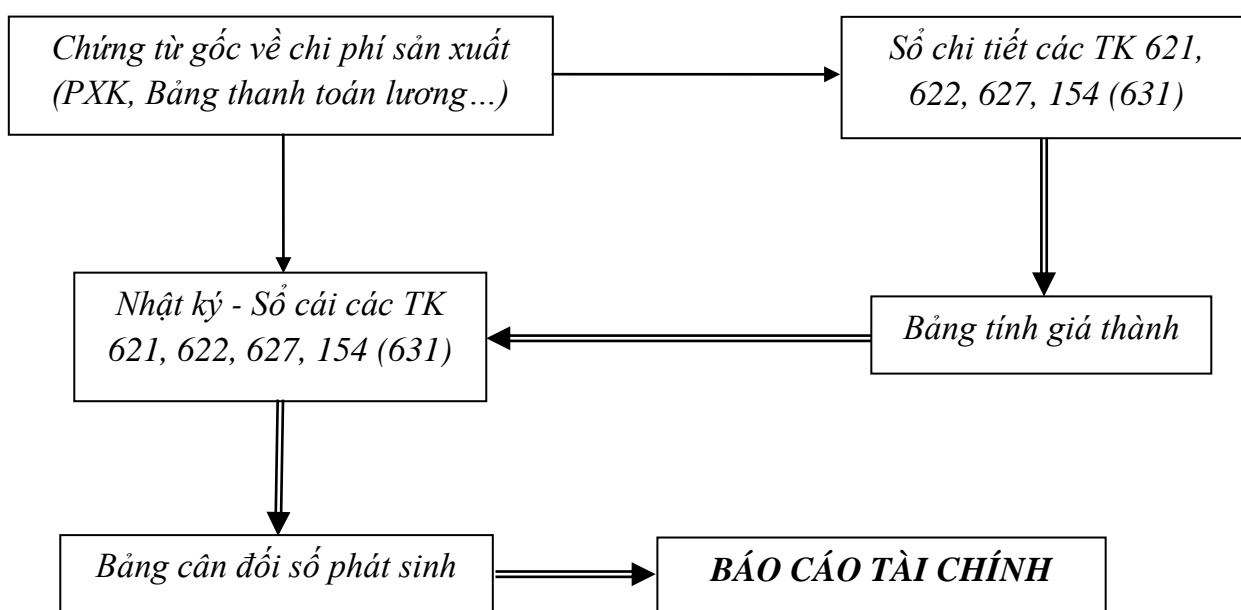 Chứng từ gốc về chi phí sản xuất
(PXK, Bảng thanh toán lương…)
Sổ chi tiết các TK 621,
622, 627, 154 (631)
Nhật ký - Sổ cái các TK
621, 622, 627, 154 (631)
Bảng tính giá thành
Bảng cân đối số phát sinh
BÁO CÁO TÀI CHÍNH